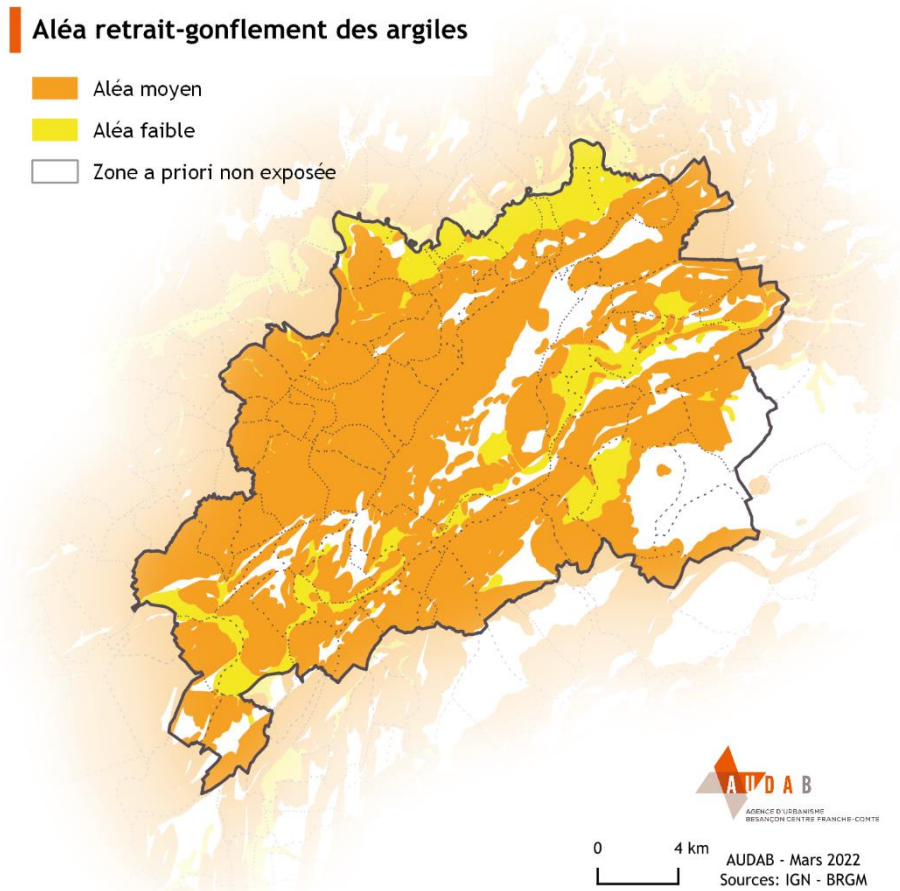 Aléa retrait-gonflement des argiles
Aléa moyen
Aléa faible
Zone a priori non exposée
AUDAB
AGENCE D'URBANISME
BESANÇON CENTRE FRANCHE-COMTÉ
0 4 km
AUDAB - Mars 2022
Sources: IGN - BRGM